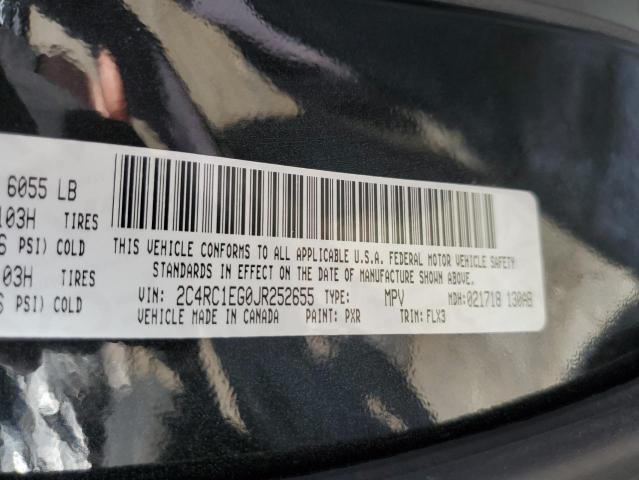 6055 LB
103H TIRES
PSI) COLD
03H TIRES
PSI) COLD
THIS VEHICLE CONFORMS TO ALL APPLICABLE U.S.A. FEDERAL MOTOR VEHICLE SAFETY
STANDARDS IN EFFECT ON THE DATE OF MANUFACTURE SHOWN ABOVE.
VIN: 2C4RC1EG0JR252655 TYPE: MPV MDH:021718 130AB
VEHICLE MADE IN CANADA PAINT: PXR TRIM: FLX3